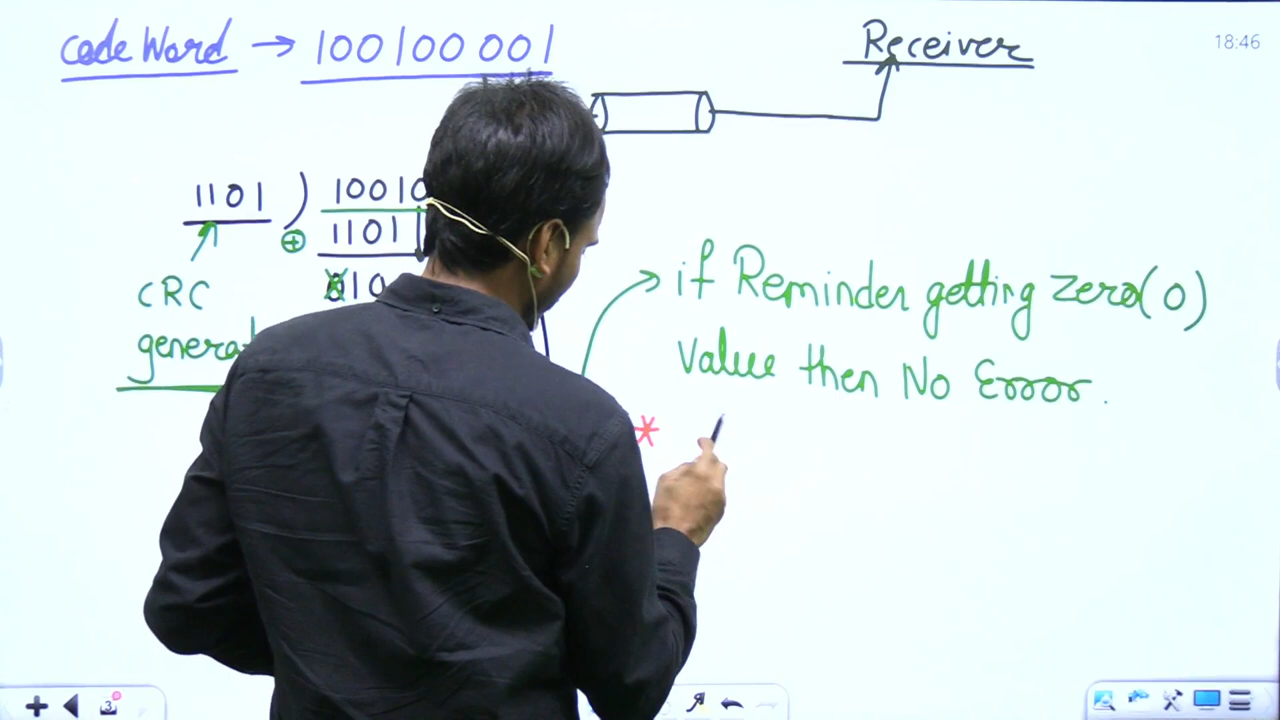 code Word → 100100001
Receiver
18:46
1101 ) 10010
⊕ 1101
010
CRC
if Reminder getting zero(0)
value then No Error.
*
3